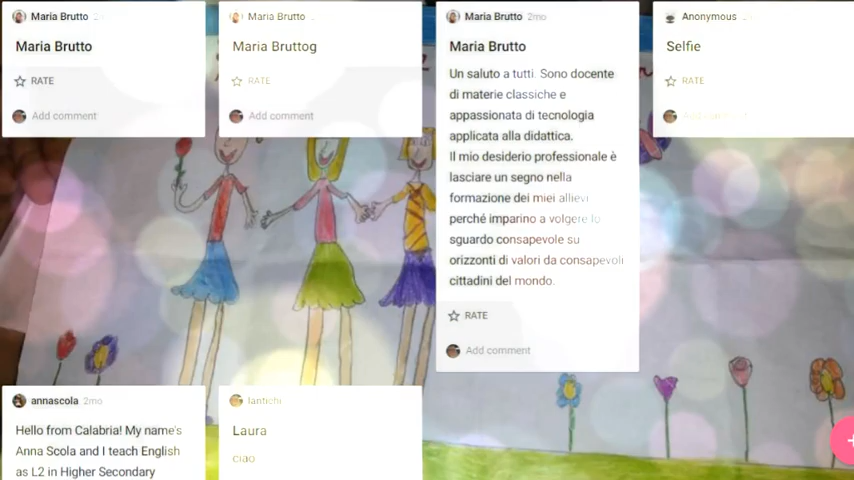 Maria Brutto
Maria Brutto
RATE
Add comment
Maria Brutto
Maria Bruttog
RATE
Add comment
Maria Brutto 2mo
Maria Brutto
Un saluto a tutti. Sono docente
di materie classiche e
appassionata di tecnologia
applicata alla didattica.
Il mio desiderio professionale è
lasciare un segno nella
formazione dei miei allievi
perché imparino a volgere lo
sguardo consapevole su
orizzonti di valori da consapevoli
cittadini del mondo.
RATE
Add comment
Anonymous
Selfie
RATE
Add comment
annascola 2mo
Hello from Calabria! My name's
Anna Scola and I teach English
as L2 in Higher Secondary
lantichi
Laura
ciao